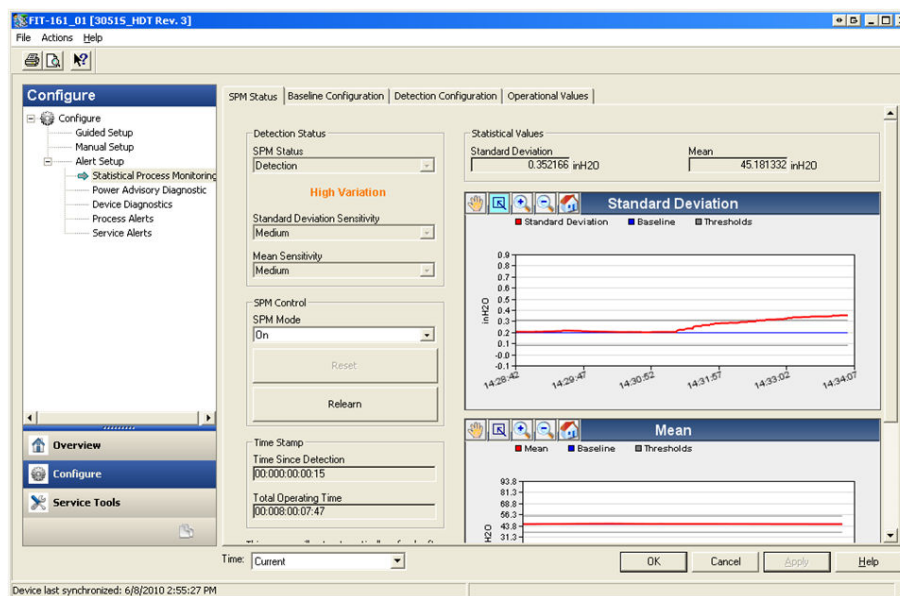 FIT-161_01 [3051S_HDT Rev. 3]
File Actions Help
Configure
Configure
Guided Setup
Manual Setup
Alert Setup
Statistical Process Monitoring
Power Advisory Diagnostic
Device Diagnostics
Process Alerts
Service Alerts
Overview
Configure
Service Tools
SPM Status Baseline Configuration Detection Configuration Operational Values
Detection Status
SPM Status
Detection
High Variation
Standard Deviation Sensitivity
Medium
Mean Sensitivity
Medium
SPM Control
SPM Mode
On
Reset
Relearn
Time Stamp
Time Since Detection
00:000:00:00:15
Total Operating Time
00:008:00:07:47
Statistical Values
Standard Deviation Mean
0.352166 inH2O 45.181332 inH2O
Standard Deviation
Standard Deviation Baseline Thresholds
0.9
0.8
0.7
0.6
0.5
0.4
0.3
0.2
0.1
-0.0
-0.1
inH2O
14:28:42 14:29:47 14:30:52 14:31:57 14:33:02 14:34:07
Mean
Mean Baseline Thresholds
93.8
81.3
68.8
56.3
43.8
31.3
H2O
Time: Current
OK Cancel Apply Help
Device last synchronized: 6/8/2010 2:55:27 PM